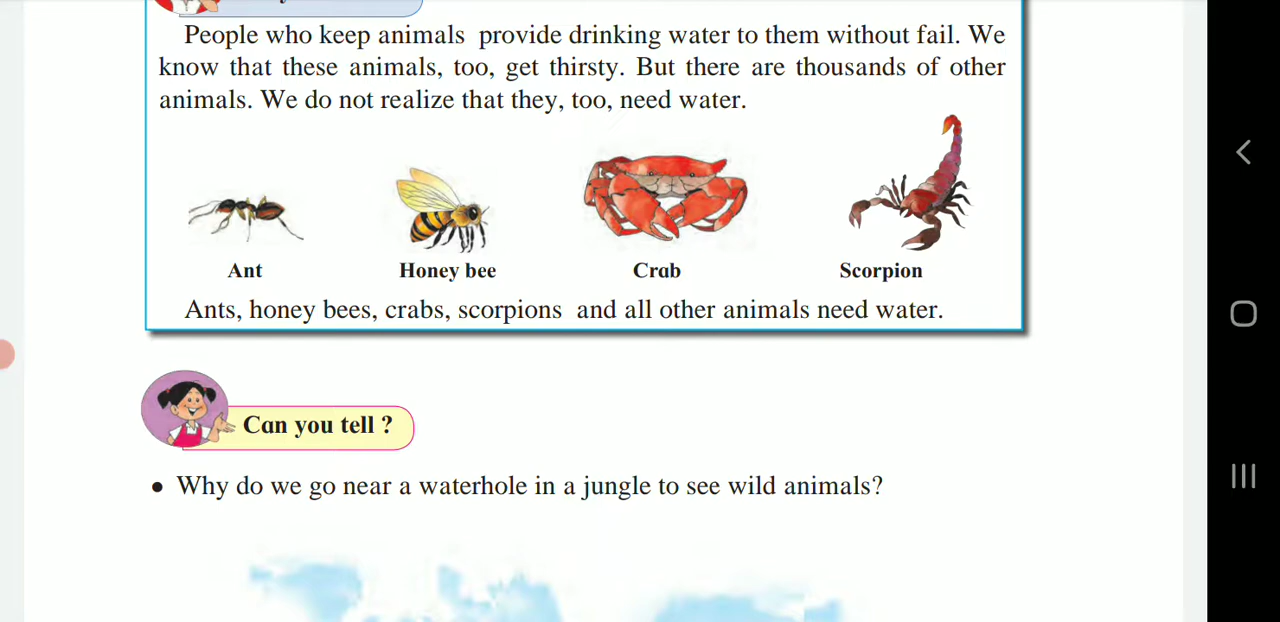 People who keep animals provide drinking water to them without fail. We
know that these animals, too, get thirsty. But there are thousands of other
animals. We do not realize that they, too, need water.
Ant Honey bee Crab Scorpion
Ants, honey bees, crabs, scorpions and all other animals need water.
Can you tell ?
• Why do we go near a waterhole in a jungle to see wild animals?